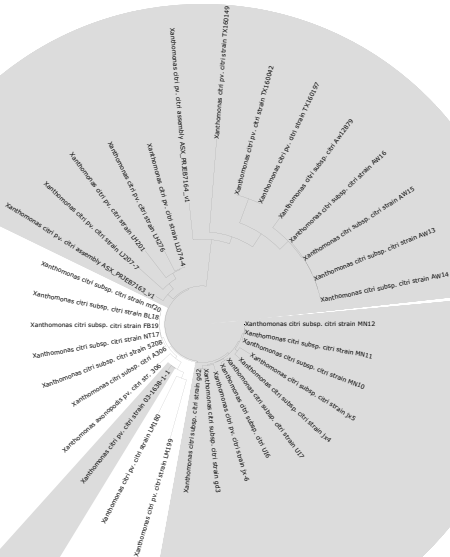 Xanthomonas citri pv. citri assembly ASX_PRJEB7163_v1
Xanthomonas citri pv. citri strain LJ207-7
Xanthomonas citri pv. citri strain LH201
Xanthomonas citri pv. citri strain LH276
Xanthomonas citri pv. citri strain LL074-4
Xanthomonas citri pv. citri assembly ASX_PRJEB7164_v1
Xanthomonas citri pv. citri strain TX160149
Xanthomonas citri pv. citri strain TX160042
Xanthomonas citri pv. citri strain TX160197
Xanthomonas citri subsp. citri Aw12879
Xanthomonas citri subsp. citri strain AW16
Xanthomonas citri subsp. citri strain AW15
Xanthomonas citri subsp. citri strain AW13
Xanthomonas citri subsp. citri strain AW14
Xanthomonas citri subsp. citri strain MN12
Xanthomonas citri subsp. citri strain MN11
Xanthomonas citri subsp. citri strain MN10
Xanthomonas citri subsp. citri strain jx5
Xanthomonas citri subsp. citri strain jx4
Xanthomonas citri subsp. citri strain UI7
Xanthomonas citri subsp. citri UI6
Xanthomonas citri pv. citri strain jx-6
Xanthomonas citri subsp. citri strain gd3
Xanthomonas citri subsp. citri strain gd2
Xanthomonas citri pv. citri strain LM199
Xanthomonas citri pv. citri strain LM180
Xanthomonas citri pv. citri strain 03-1638-1-1
Xanthomonas axonopodis pv. citri str. 306
Xanthomonas citri subsp. citri A306
Xanthomonas citri subsp. citri strain 5208
Xanthomonas citri subsp. citri strain NT17
Xanthomonas citri subsp. citri strain FB19
Xanthomonas citri subsp. citri strain BL18
Xanthomonas citri subsp. citri strain mf20